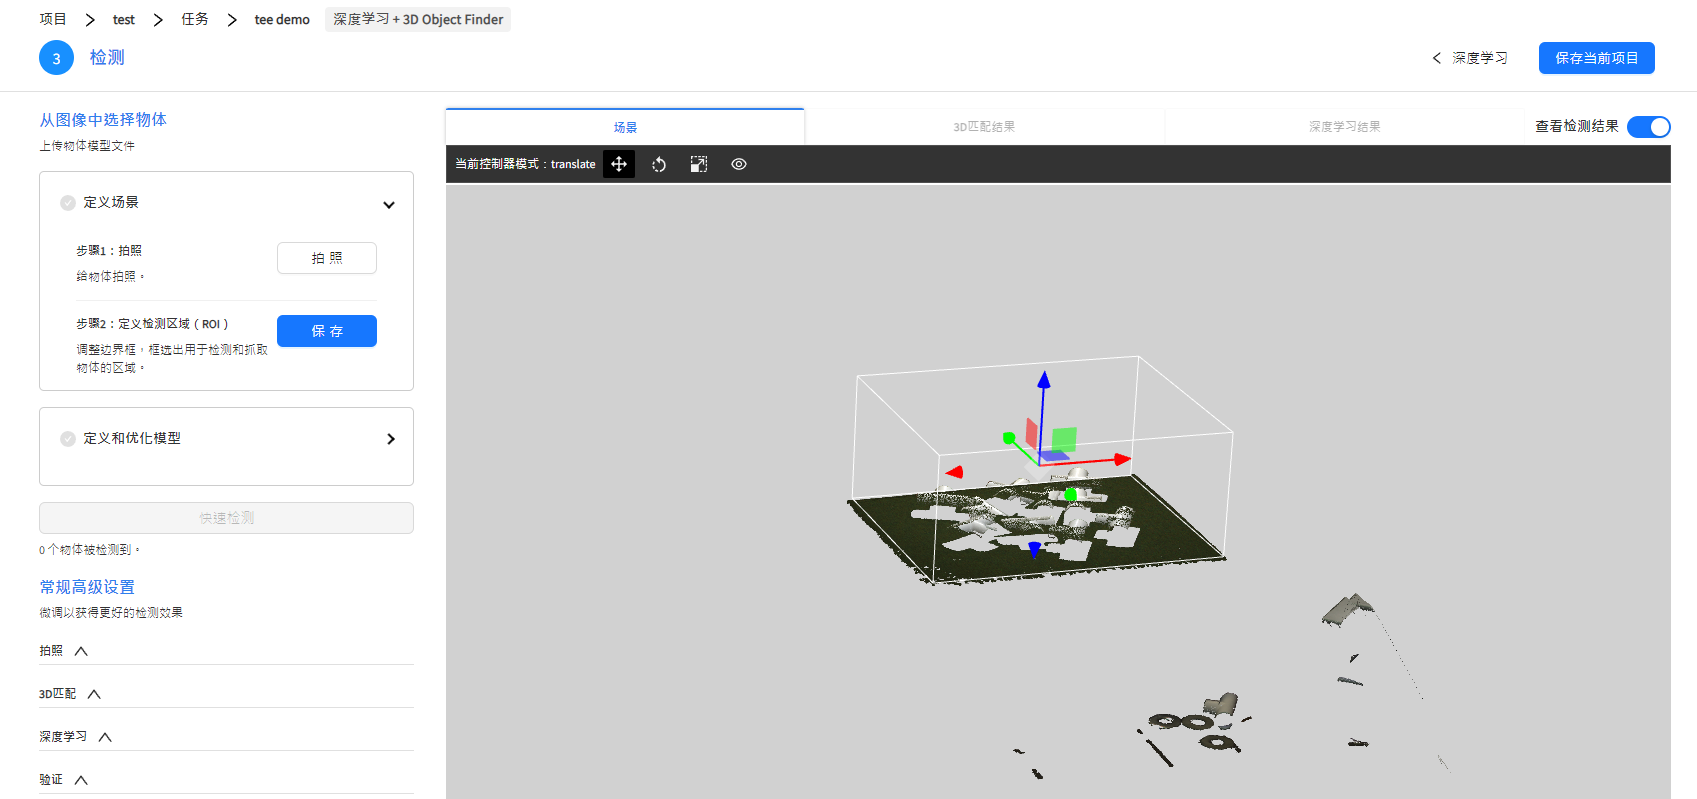 项目 > test > 任务 > tee demo 深度学习 + 3D Object Finder
3 检测
< 深度学习 保存当前项目
从图像中选择物体
上传物体模型文件
定义场景
步骤1：拍照
给物体拍照。
拍 照
步骤2：定义检测区域（ROI）
调整边界框，框选出用于检测和抓取
物体的区域。
保 存
定义和优化模型
快速检测
0 个物体被检测到。
常规高级设置
微调以获得更好的检测效果
拍照
3D匹配
深度学习
验证
场景 3D匹配结果 深度学习结果 查看检测结果
当前控制器模式：translate